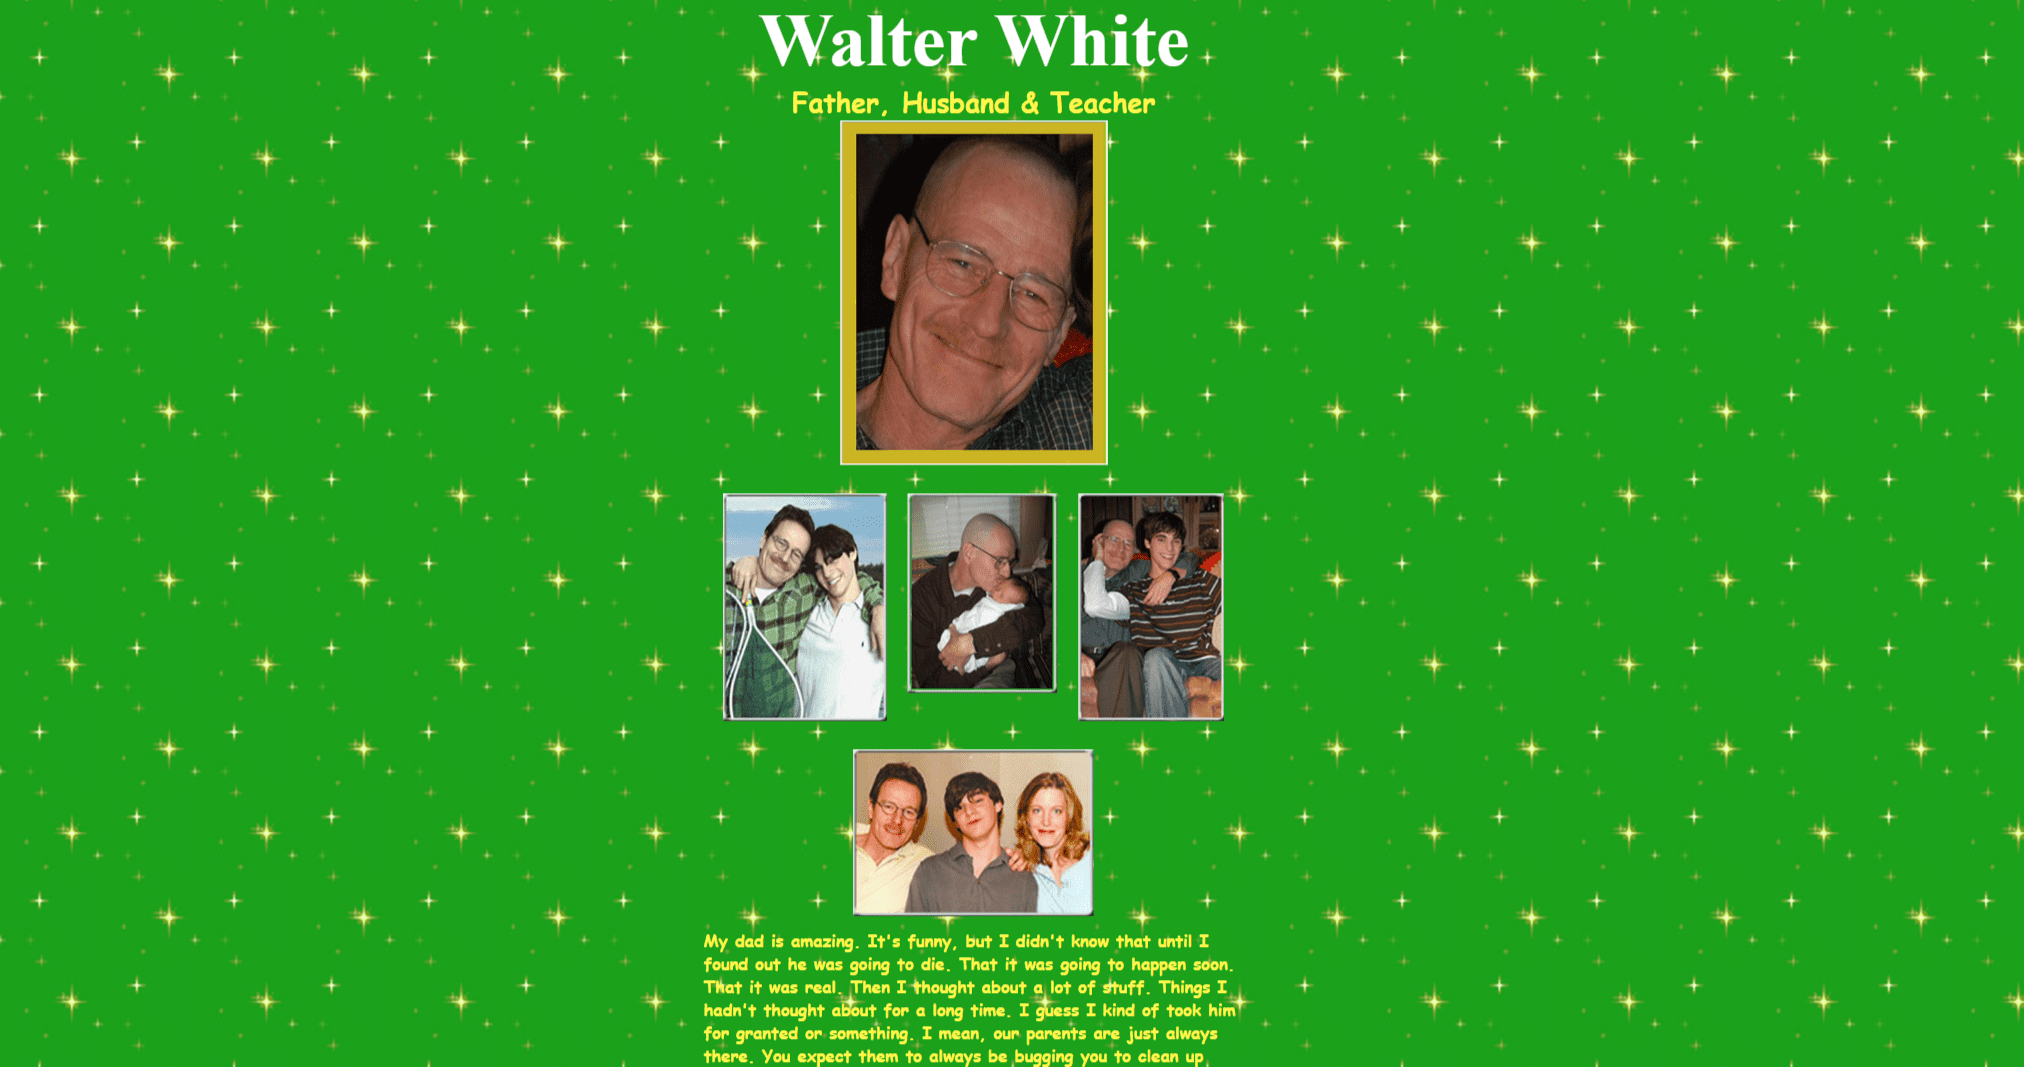 Walter White
Father, Husband & Teacher
My dad is amazing. It's funny, but I didn't know that until I
found out he was going to die. That it was going to happen soon.
That it was real. Then I thought about a lot of stuff. Things I
hadn't thought about for a long time. I guess I kind of took him
for granted or something. I mean, our parents are just always
there. You expect them to always be bugging you to clean up